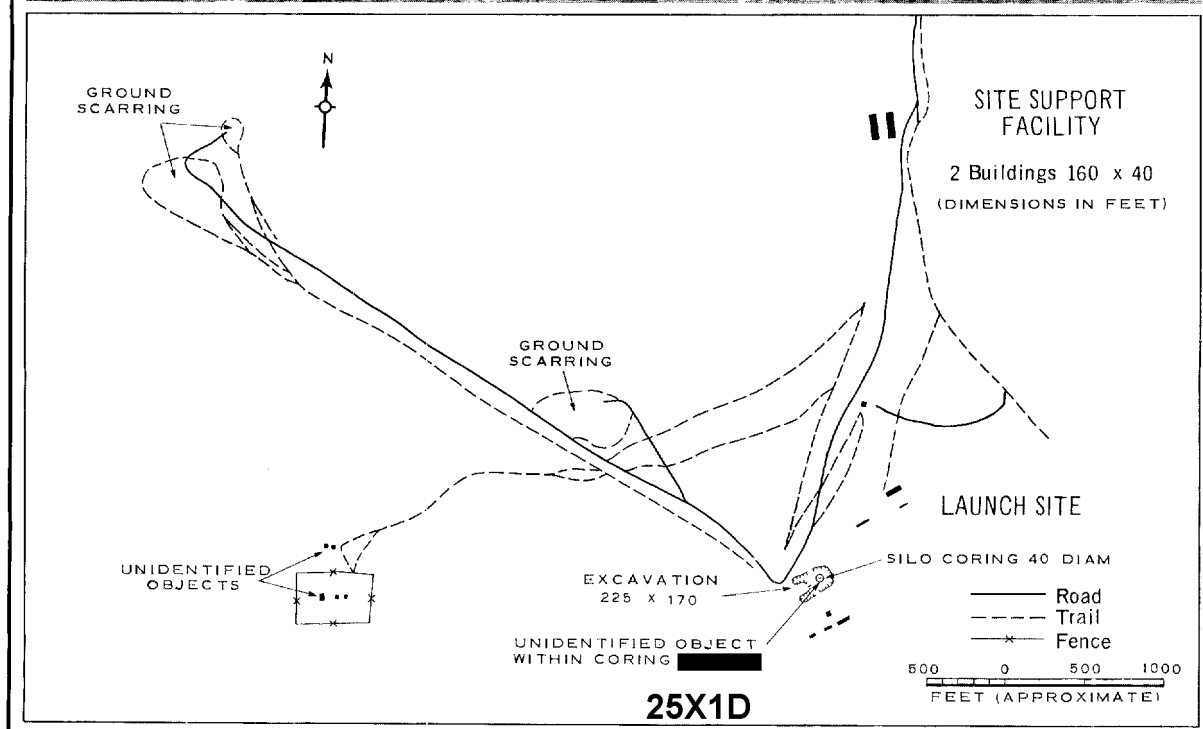 N
GROUND
SCARRING
SITE SUPPORT
FACILITY
2 Buildings 160 x 40
(DIMENSIONS IN FEET)
GROUND
SCARRING
LAUNCH SITE
UNIDENTIFIED
OBJECTS
EXCAVATION
225 X 170
SILO CORING 40 DIAM
UNIDENTIFIED OBJECT
WITHIN CORING
Road
Trail
Fence
500 0 500 1000
FEET (APPROXIMATE)
25X1D